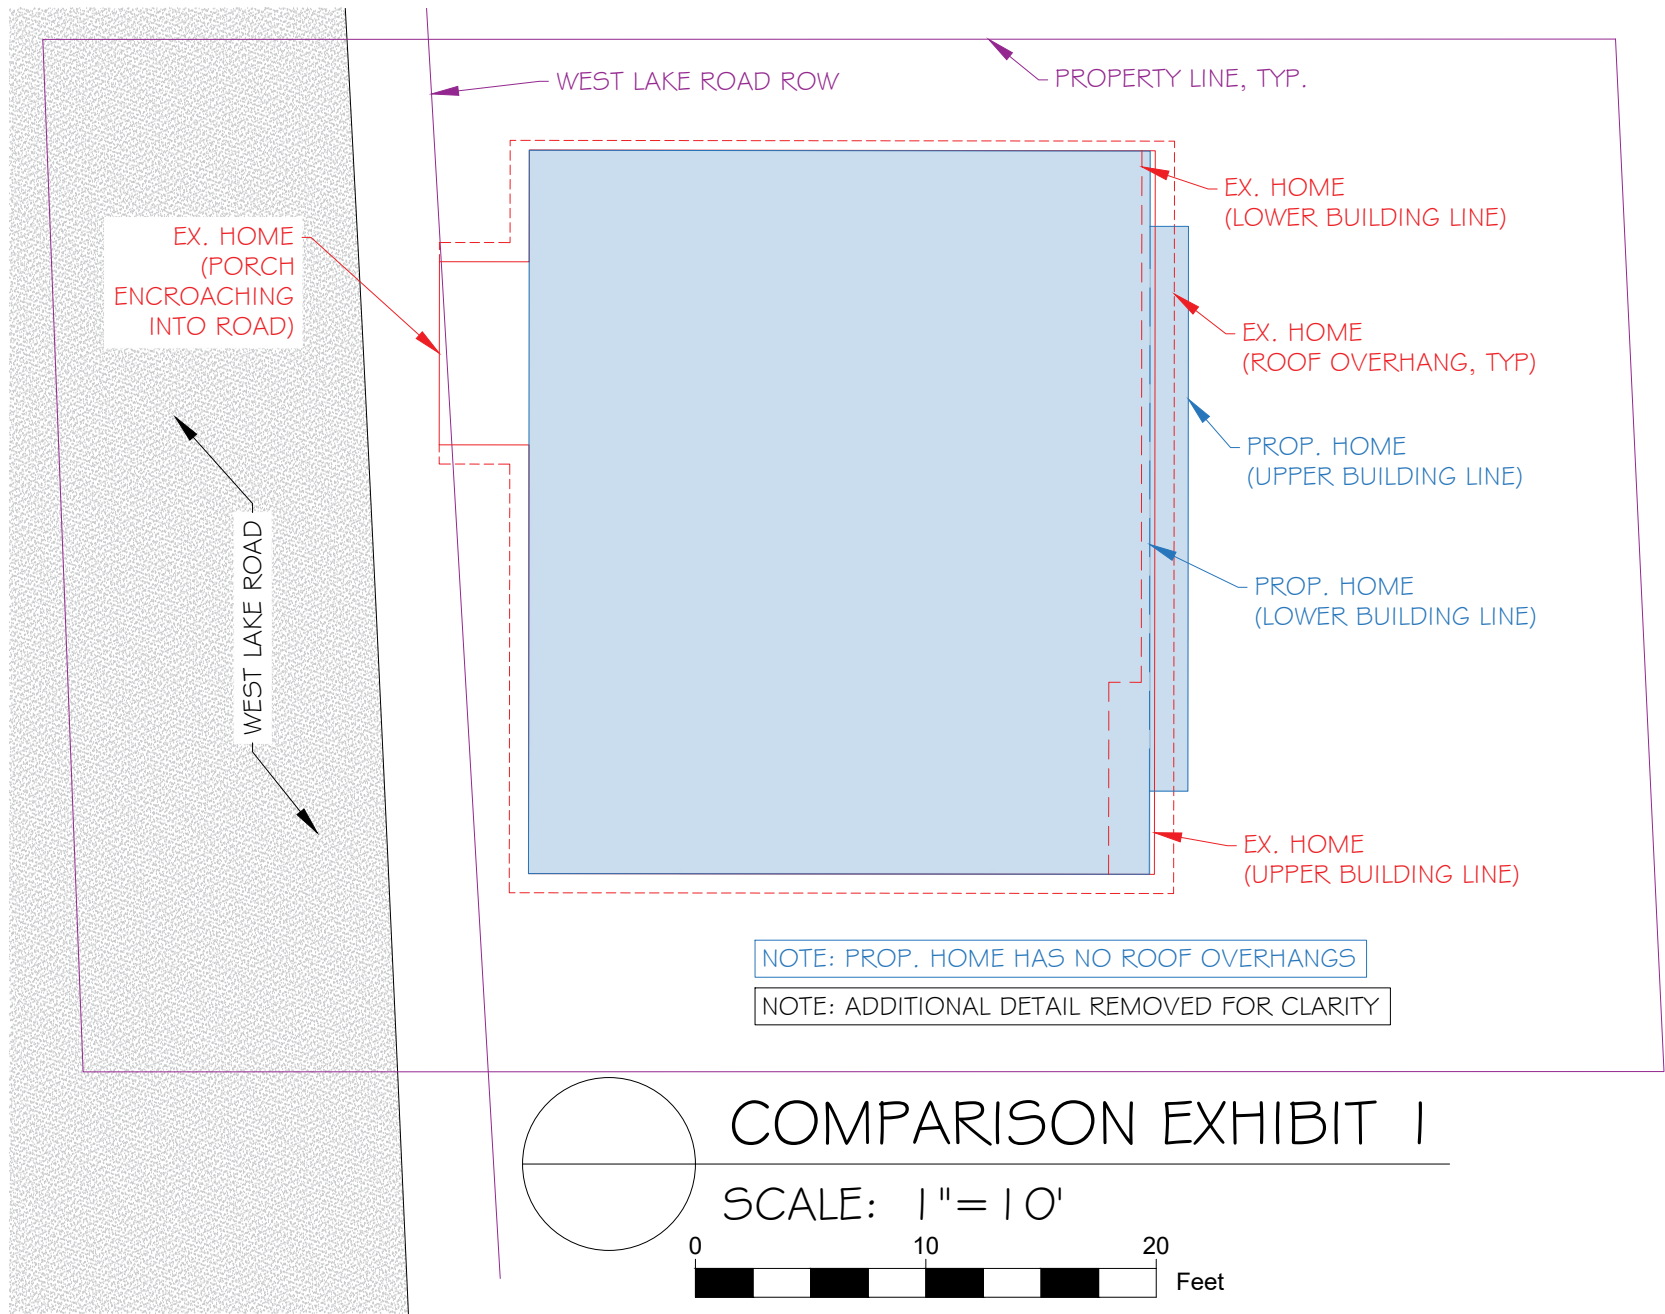 WEST LAKE ROAD ROW
PROPERTY LINE, TYP.
EX. HOME
(LOWER BUILDING LINE)
EX. HOME
(PORCH
ENCROACHING
INTO ROAD)
EX. HOME
(ROOF OVERHANG, TYP)
PROP. HOME
(UPPER BUILDING LINE)
WEST LAKE ROAD
PROP. HOME
(LOWER BUILDING LINE)
EX. HOME
(UPPER BUILDING LINE)
NOTE: PROP. HOME HAS NO ROOF OVERHANGS
NOTE: ADDITIONAL DETAIL REMOVED FOR CLARITY
COMPARISON EXHIBIT 1
SCALE: 1"=10'
0 10 20
Feet